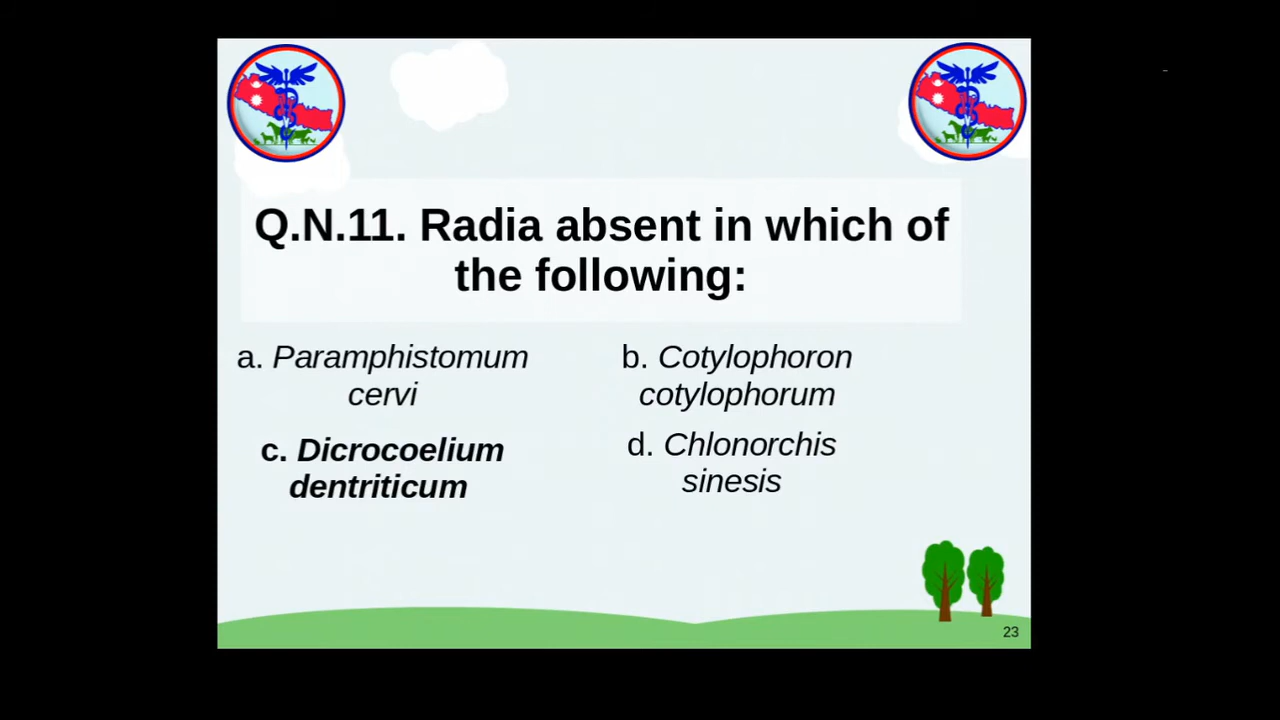 Q.N.11. Radia absent in which of
the following:
a. Paramphistomum
cervi
b. Cotylophoron
cotylophorum
c. Dicrocoelium
dentriticum
d. Chlonorchis
sinesis
23